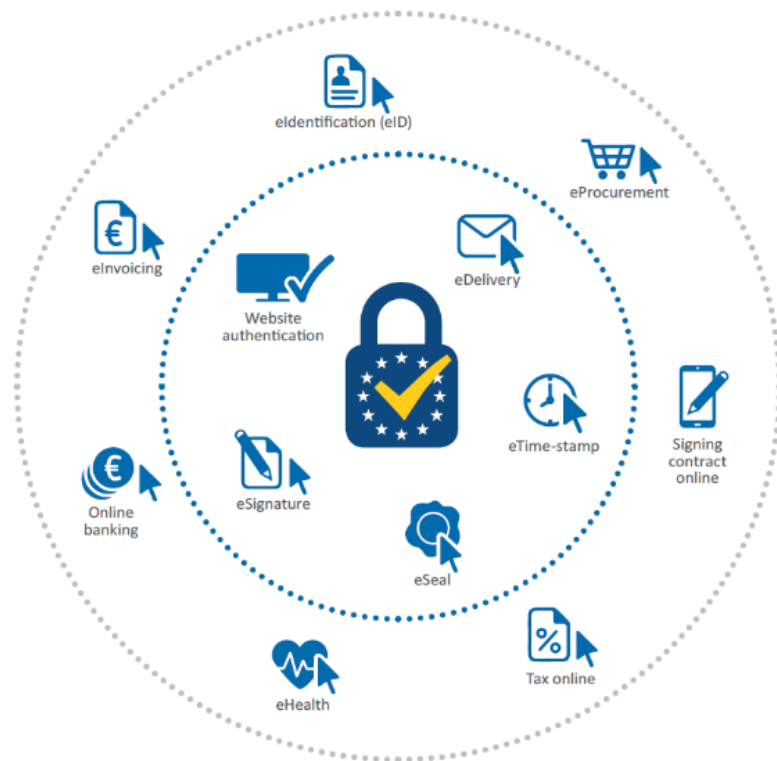 eIdentification (eID)
eProcurement
eInvoicing
eDelivery
Website
authentication
eTime-stamp
Signing
contract
online
Online
banking
eSignature
eSeal
eHealth
Tax online